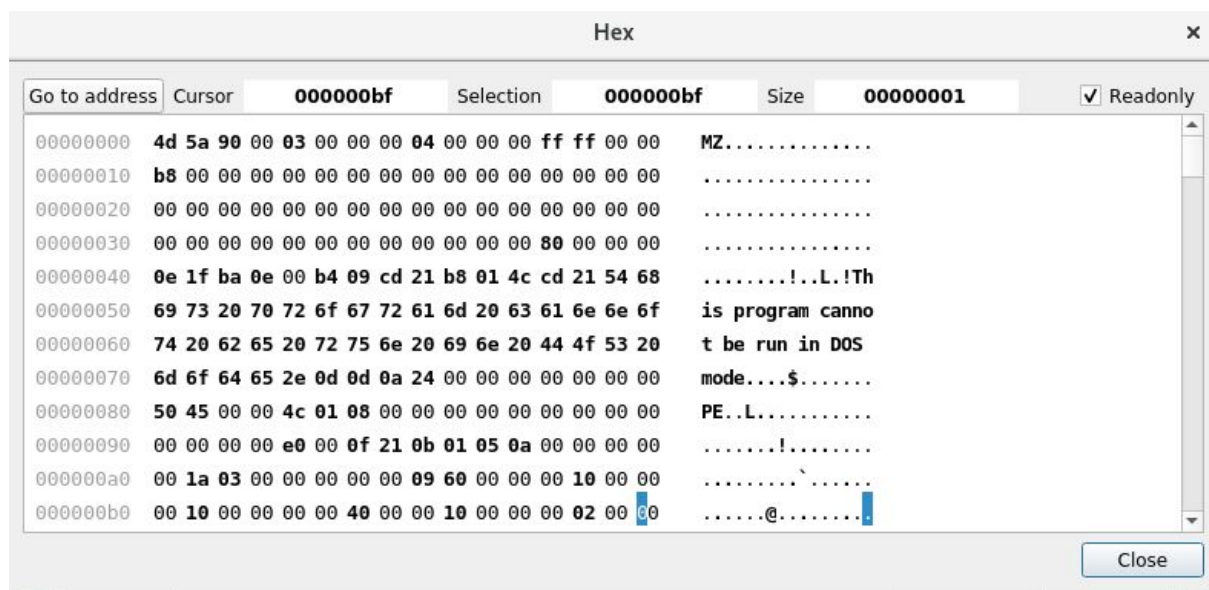 Hex ×
Go to address Cursor 000000bf Selection 000000bf Size 00000001 Readonly
00000000 4d 5a 90 00 03 00 00 00 04 00 00 00 ff ff 00 00 MZ..............
00000010 b8 00 00 00 00 00 00 00 00 00 00 00 00 00 00 00 ................
00000020 00 00 00 00 00 00 00 00 00 00 00 00 00 00 00 00 ................
00000030 00 00 00 00 00 00 00 00 00 00 00 00 80 00 00 00 ................
00000040 0e 1f ba 0e 00 b4 09 cd 21 b8 01 4c cd 21 54 68 ........!..L.!Th
00000050 69 73 20 70 72 6f 67 72 61 6d 20 63 61 6e 6e 6f is program canno
00000060 74 20 62 65 20 72 75 6e 20 69 6e 20 44 4f 53 20 t be run in DOS
00000070 6d 6f 64 65 2e 0d 0d 0a 24 00 00 00 00 00 00 00 mode....$.......
00000080 50 45 00 00 4c 01 08 00 00 00 00 00 00 00 00 00 PE..L...........
00000090 00 00 00 00 e0 00 0f 21 0b 01 05 0a 00 00 00 00 .......!........
000000a0 00 1a 03 00 00 00 00 00 09 60 00 00 00 10 00 00 .........`......
000000b0 00 10 00 00 00 00 40 00 00 10 00 00 00 02 00 00 ......@.........
Close